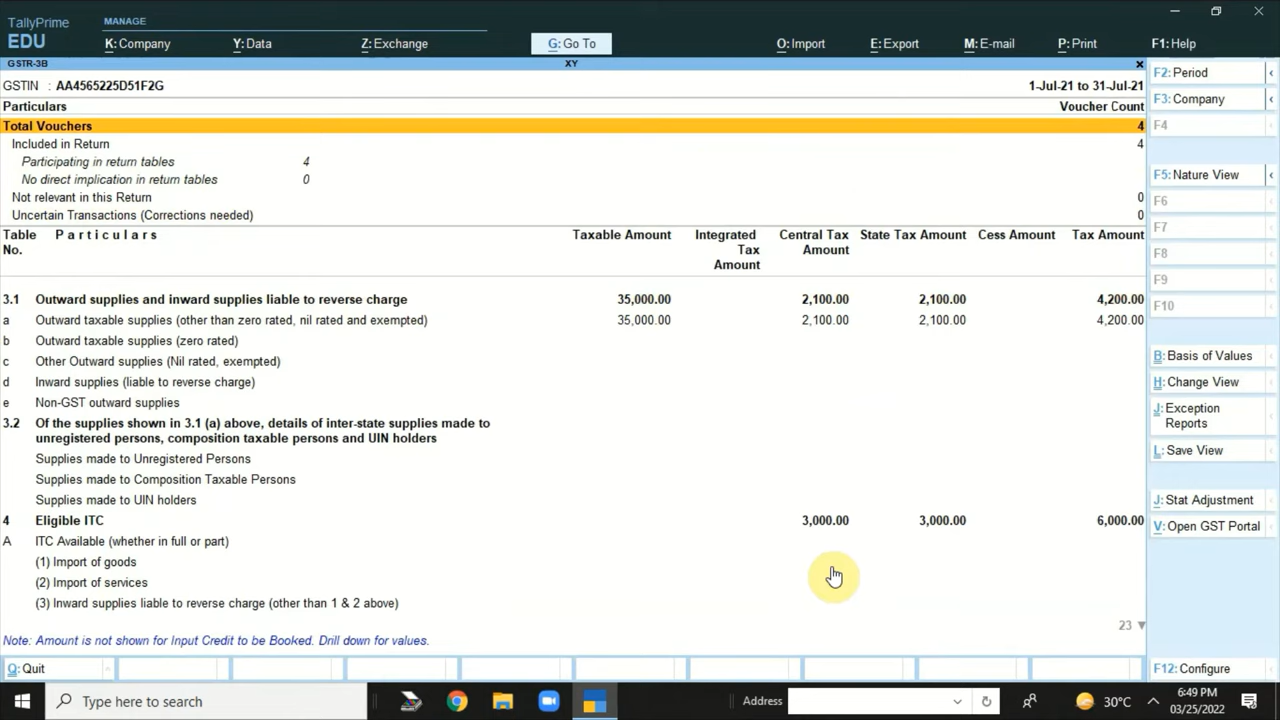 TallyPrime
EDU
MANAGE
K: Company Y: Data Z: Exchange G: Go To O: Import E: Export M: E-mail P: Print F1: Help
GSTR-3B XY
GSTIN : AA4565225D51F2G 1-Jul-21 to 31-Jul-21
Particulars Voucher Count
Total Vouchers 4
Included in Return 4
Participating in return tables 4
No direct implication in return tables 0
Not relevant in this Return 0
Uncertain Transactions (Corrections needed) 0
Table No. Particulars Taxable Amount Integrated Tax Amount Central Tax Amount State Tax Amount Cess Amount Tax Amount
3.1 Outward supplies and inward supplies liable to reverse charge 35,000.00 2,100.00 2,100.00 4,200.00
a Outward taxable supplies (other than zero rated, nil rated and exempted) 35,000.00 2,100.00 2,100.00 4,200.00
b Outward taxable supplies (zero rated)
c Other Outward supplies (Nil rated, exempted)
d Inward supplies (liable to reverse charge)
e Non-GST outward supplies
3.2 Of the supplies shown in 3.1 (a) above, details of inter-state supplies made to
unregistered persons, composition taxable persons and UIN holders
Supplies made to Unregistered Persons
Supplies made to Composition Taxable Persons
Supplies made to UIN holders
4 Eligible ITC 3,000.00 3,000.00 6,000.00
A ITC Available (whether in full or part)
(1) Import of goods
(2) Import of services
(3) Inward supplies liable to reverse charge (other than 1 & 2 above)
23
Note: Amount is not shown for Input Credit to be Booked. Drill down for values.
F2: Period
F3: Company
F4
F5: Nature View
F6
F7
F8
F9
F10
B: Basis of Values
H: Change View
J: Exception
Reports
L: Save View
J: Stat Adjustment
V: Open GST Portal
Q: Quit F12: Configure
Type here to search Address 30°C 6:49 PM
03/25/2022